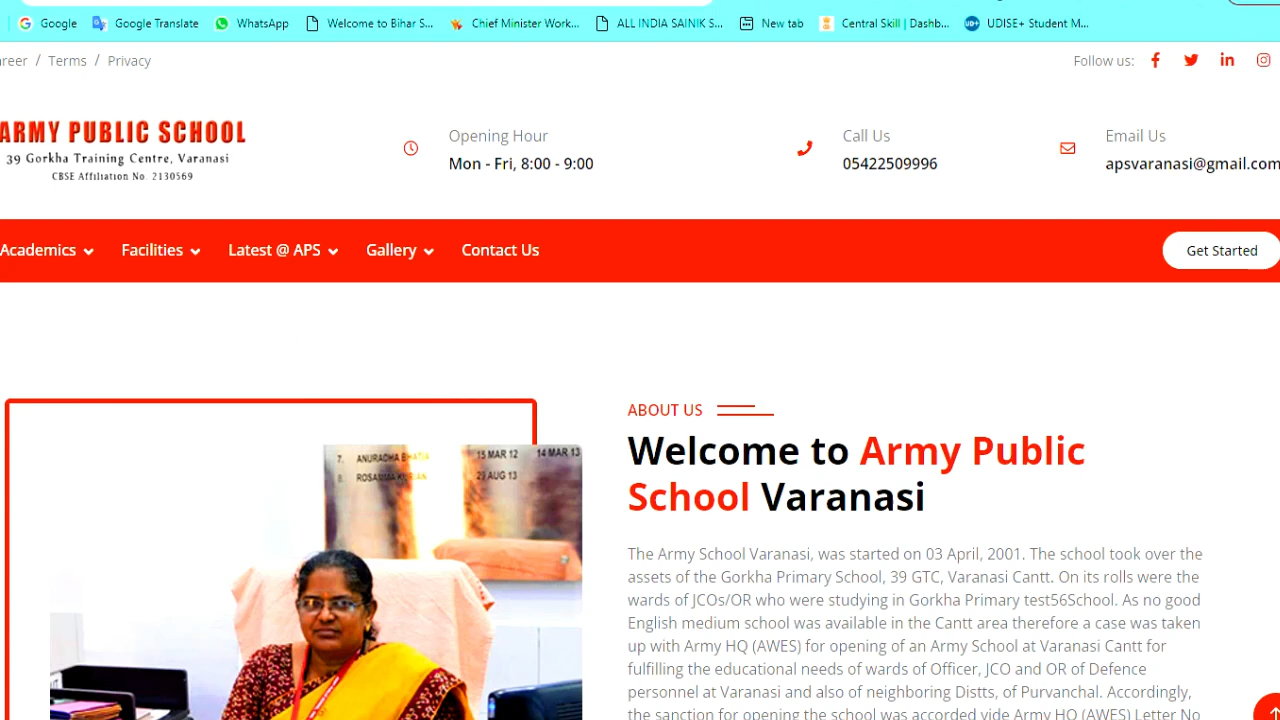 Google Google Translate WhatsApp Welcome to Bihar S... Chief Minister Work... ALL INDIA SAINIK S... New tab Central Skill | Dashb... UDISE+ Student M...
reer / Terms / Privacy Follow us:
ARMY PUBLIC SCHOOL
39 Gorkha Training Centre, Varanasi
CBSE Affiliation No. 2130569
Opening Hour
Mon - Fri, 8:00 - 9:00
Call Us
05422509996
Email Us
apsvaranasi@gmail.com
Academics Facilities Latest @ APS Gallery Contact Us Get Started
7. ANURADHA BHATIA 15 MAR 12 14 MAR 13
8. ROSAMMA KURIAN 29 AUG 13
ABOUT US
Welcome to Army Public
School Varanasi
The Army School Varanasi, was started on 03 April, 2001. The school took over the
assets of the Gorkha Primary School, 39 GTC, Varanasi Cantt. On its rolls were the
wards of JCOs/OR who were studying in Gorkha Primary test56School. As no good
English medium school was available in the Cantt area therefore a case was taken
up with Army HQ (AWES) for opening of an Army School at Varanasi Cantt for
fulfilling the educational needs of wards of Officer, JCO and OR of Defence
personnel at Varanasi and also of neighboring Distts, of Purvanchal. Accordingly,
the sanction for opening the school was accorded vide Army HQ (AWES) Letter No